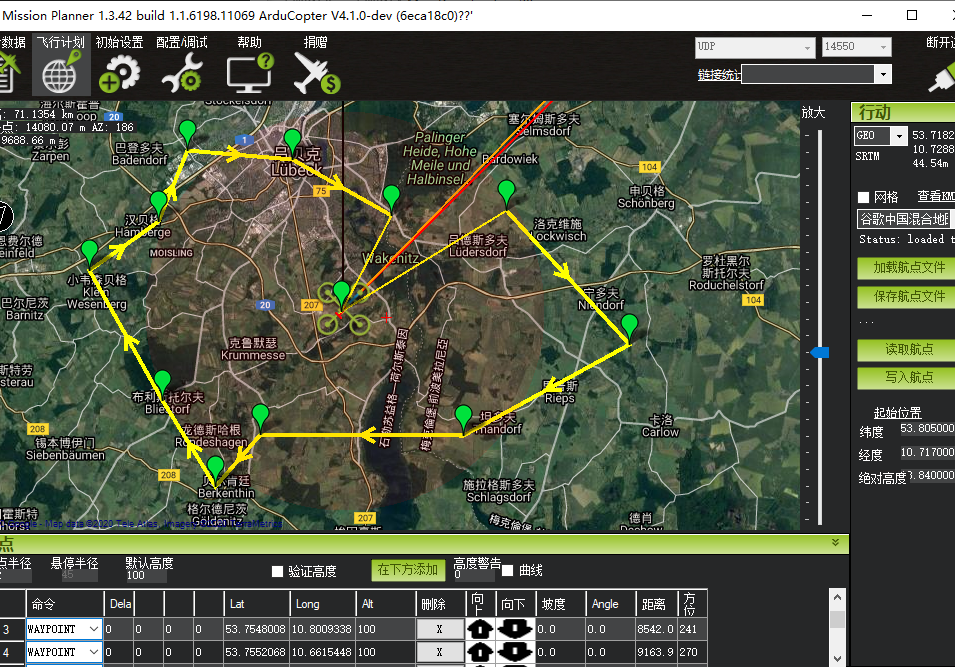 Mission Planner 1.3.42 build 1.1.6198.11069 ArduCopter V4.1.0-dev (6eca18c0)??'
数据 飞行计划 初始设置 配置/调试 帮助 捐赠
UDP 14550 断开
链接统计
71.1354 km
14080.07 m AZ: 186
9688.66 m
20
1
巴登多夫
Badendorf
Zarpen
吕贝克
Lübeck
75
Palinger
Heide, Hohe
Meile und
Halbinsel
塞尔姆斯多夫
Selmsdorf
Bardowiek
104
申贝格
Schönberg
汉贝格
Hamberge
MOISLING
Wakenitz
吕德斯多夫
Lüdersdorf
洛克维施
Lockwisch
罗杜黑尔
斯托尔夫
Roduchelstorf
104
小韦森贝格
Klein
Wesenberg
巴尔尼茨
Barnitz
20
207
宁多夫
Niendorf
克鲁默瑟
Krummesse
Rieps
布利斯托尔夫
Bliestorf
208
锡本博伊门
Siebenbäumen
龙德斯哈根
Rondeshagen
坦多夫
Thandorf
卡洛
Carlow
208
贝尔肯廷
Berkenthin
格尔德尼茨
Göldenitz
207
施拉格斯多夫
Schlagsdorf
德肖
Dechow
放大
行动
GEO 53.7182
10.7288
SRTM 44.54m
网格 查看KM
谷歌中国混合地图
Status: loaded t
加载航点文件
保存航点文件
...
读取航点
写入航点
起始位置
纬度 53.805000
经度 10.717000
绝对高度 .840000
点
点半径 悬停半径 默认高度 验证高度 在下方添加 高度警告 曲线
45 100 0
命令 Dela Lat Long Alt 删除 向上 向下 坡度 Angle 距离 方位
3 WAYPOINT 0 0 0 0 53.7548008 10.8009338 100 X 0.0 0.0 8542.0 241
4 WAYPOINT 0 0 0 0 53.7552068 10.6615448 100 X 0.0 0.0 9163.9 270